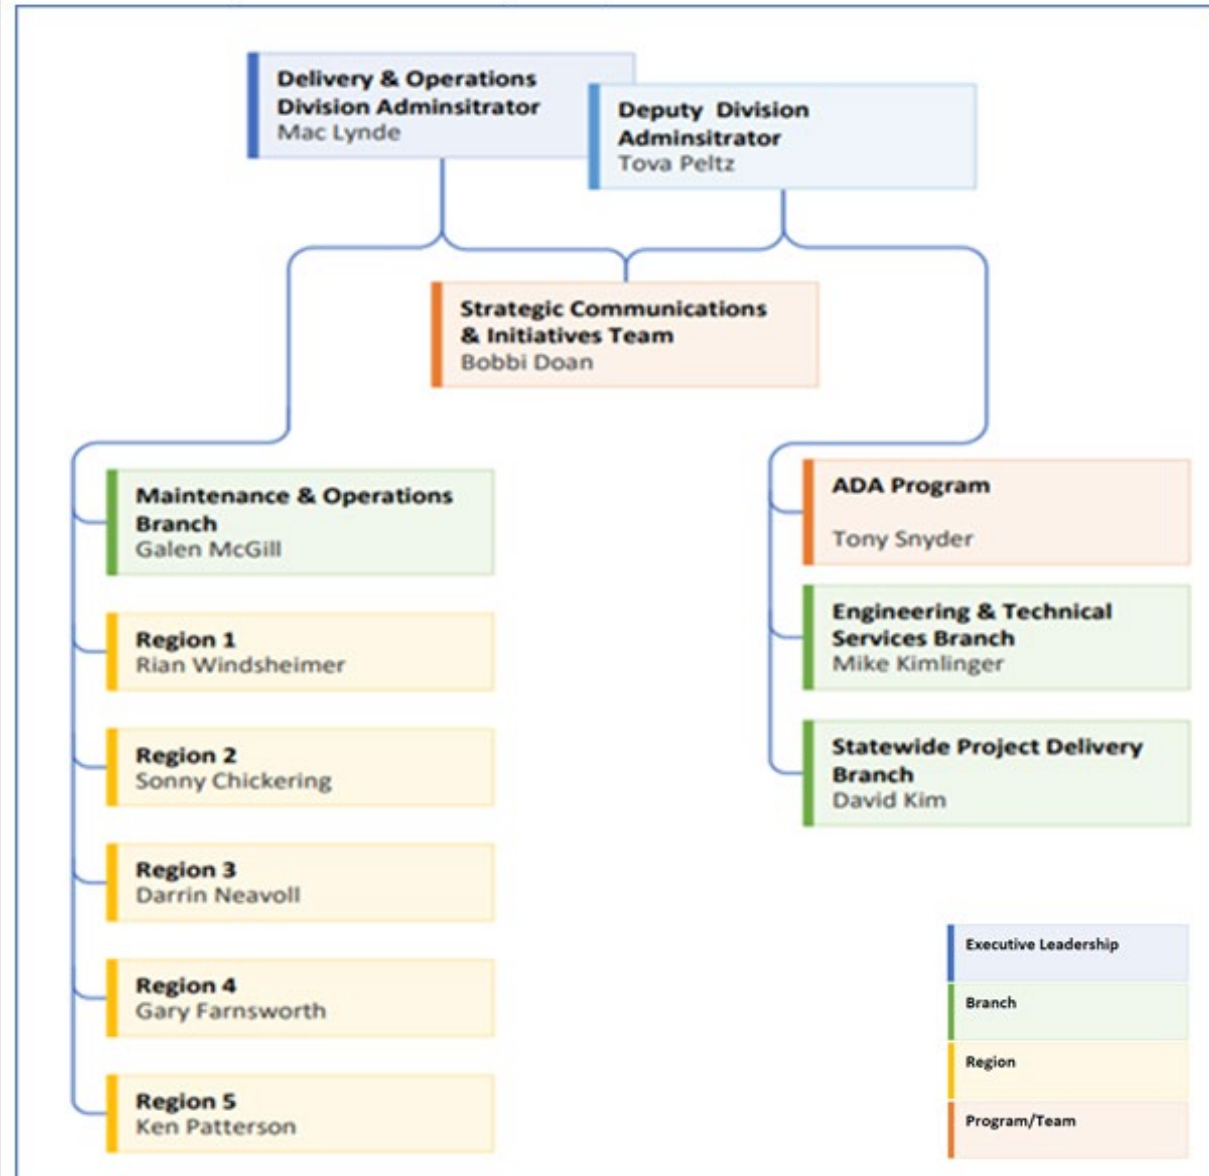 Delivery & Operations
Division Adminsitrator
Mac Lynde
Deputy Division
Adminsitrator
Tova Peltz
Strategic Communications
& Initiatives Team
Bobbi Doan
Maintenance & Operations
Branch
Galen McGill
Region 1
Rian Windsheimer
Region 2
Sonny Chickering
Region 3
Darrin Neavoll
Region 4
Gary Farnsworth
Region 5
Ken Patterson
ADA Program
Tony Snyder
Engineering & Technical
Services Branch
Mike Kimlinger
Statewide Project Delivery
Branch
David Kim
Executive Leadership
Branch
Region
Program/Team